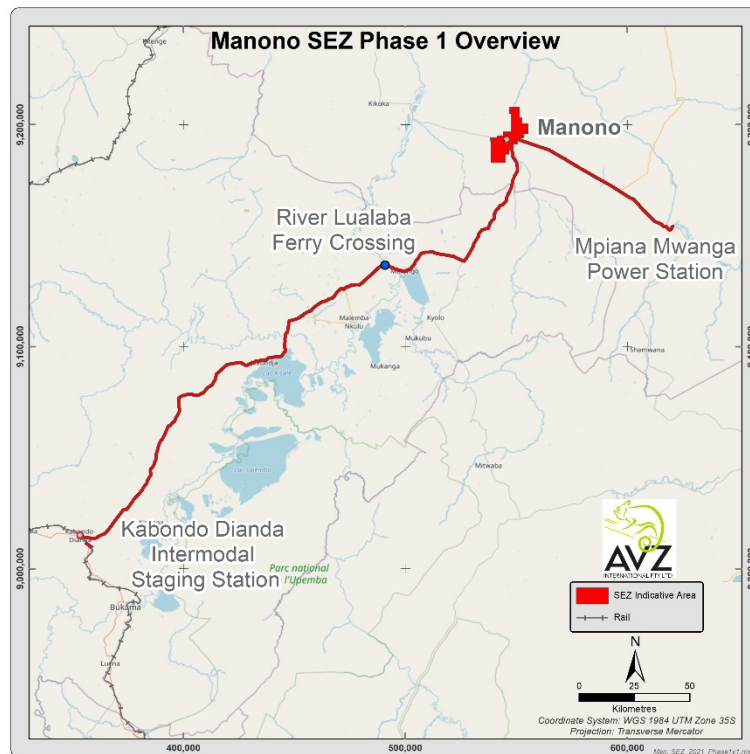 Manono SEZ Phase 1 Overview
Kitenge
Kikoka
9,200,000
Manono
River Lualaba
Ferry Crossing
Mpiana Mwanga
Power Station
Malemba
Nkulu
Kyolo
Mukubu
Mukanga
9,100,000
Shamwana
Mitwaba
Kabondo Dianda
Intermodal
Staging Station
Parc national
l'Upemba
9,000,000
Bukama
Luena
AVZ
INTERNATIONAL PTY LTD
SEZ Indicative Area
Rail
N
0 25 50
Kilometres
Coordinate System: WGS 1984 UTM Zone 35S
Projection: Transverse Mercator
400,000 500,000 600,000